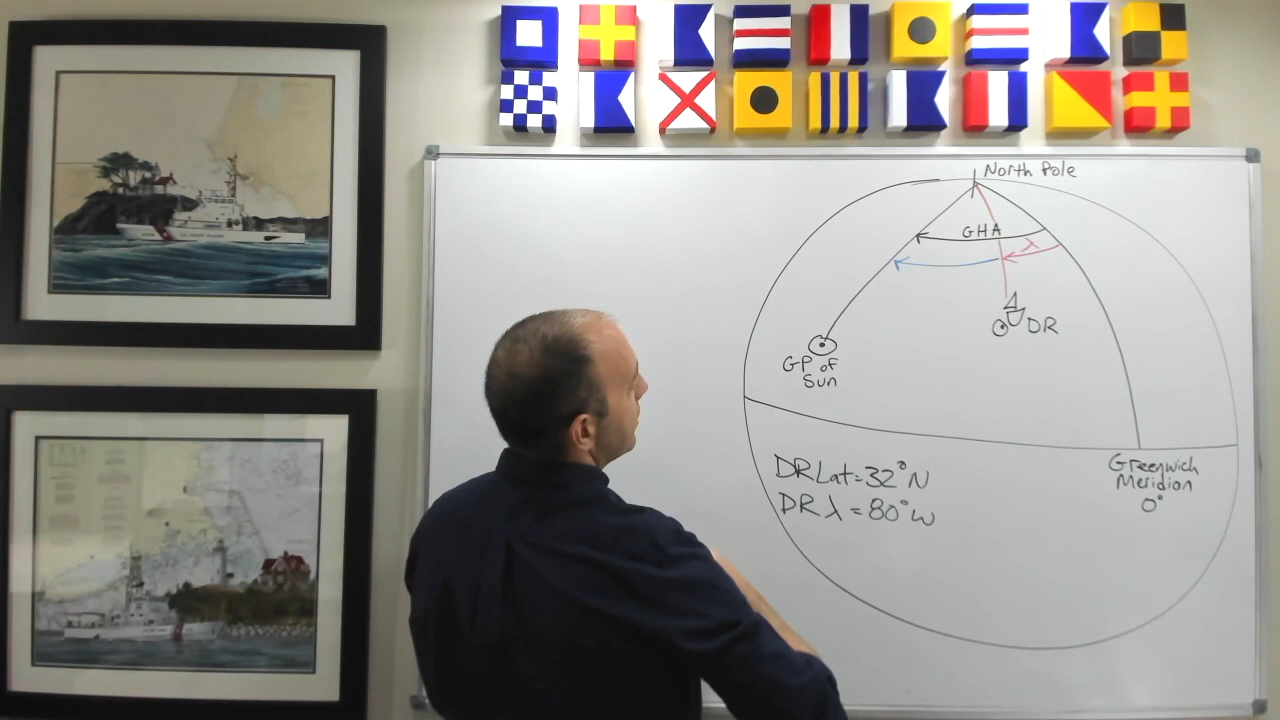 North Pole
GHA
λ
DR
GP of
Sun
Greenwich
Meridian
0°
DR Lat = 32° N
DR λ = 80° W